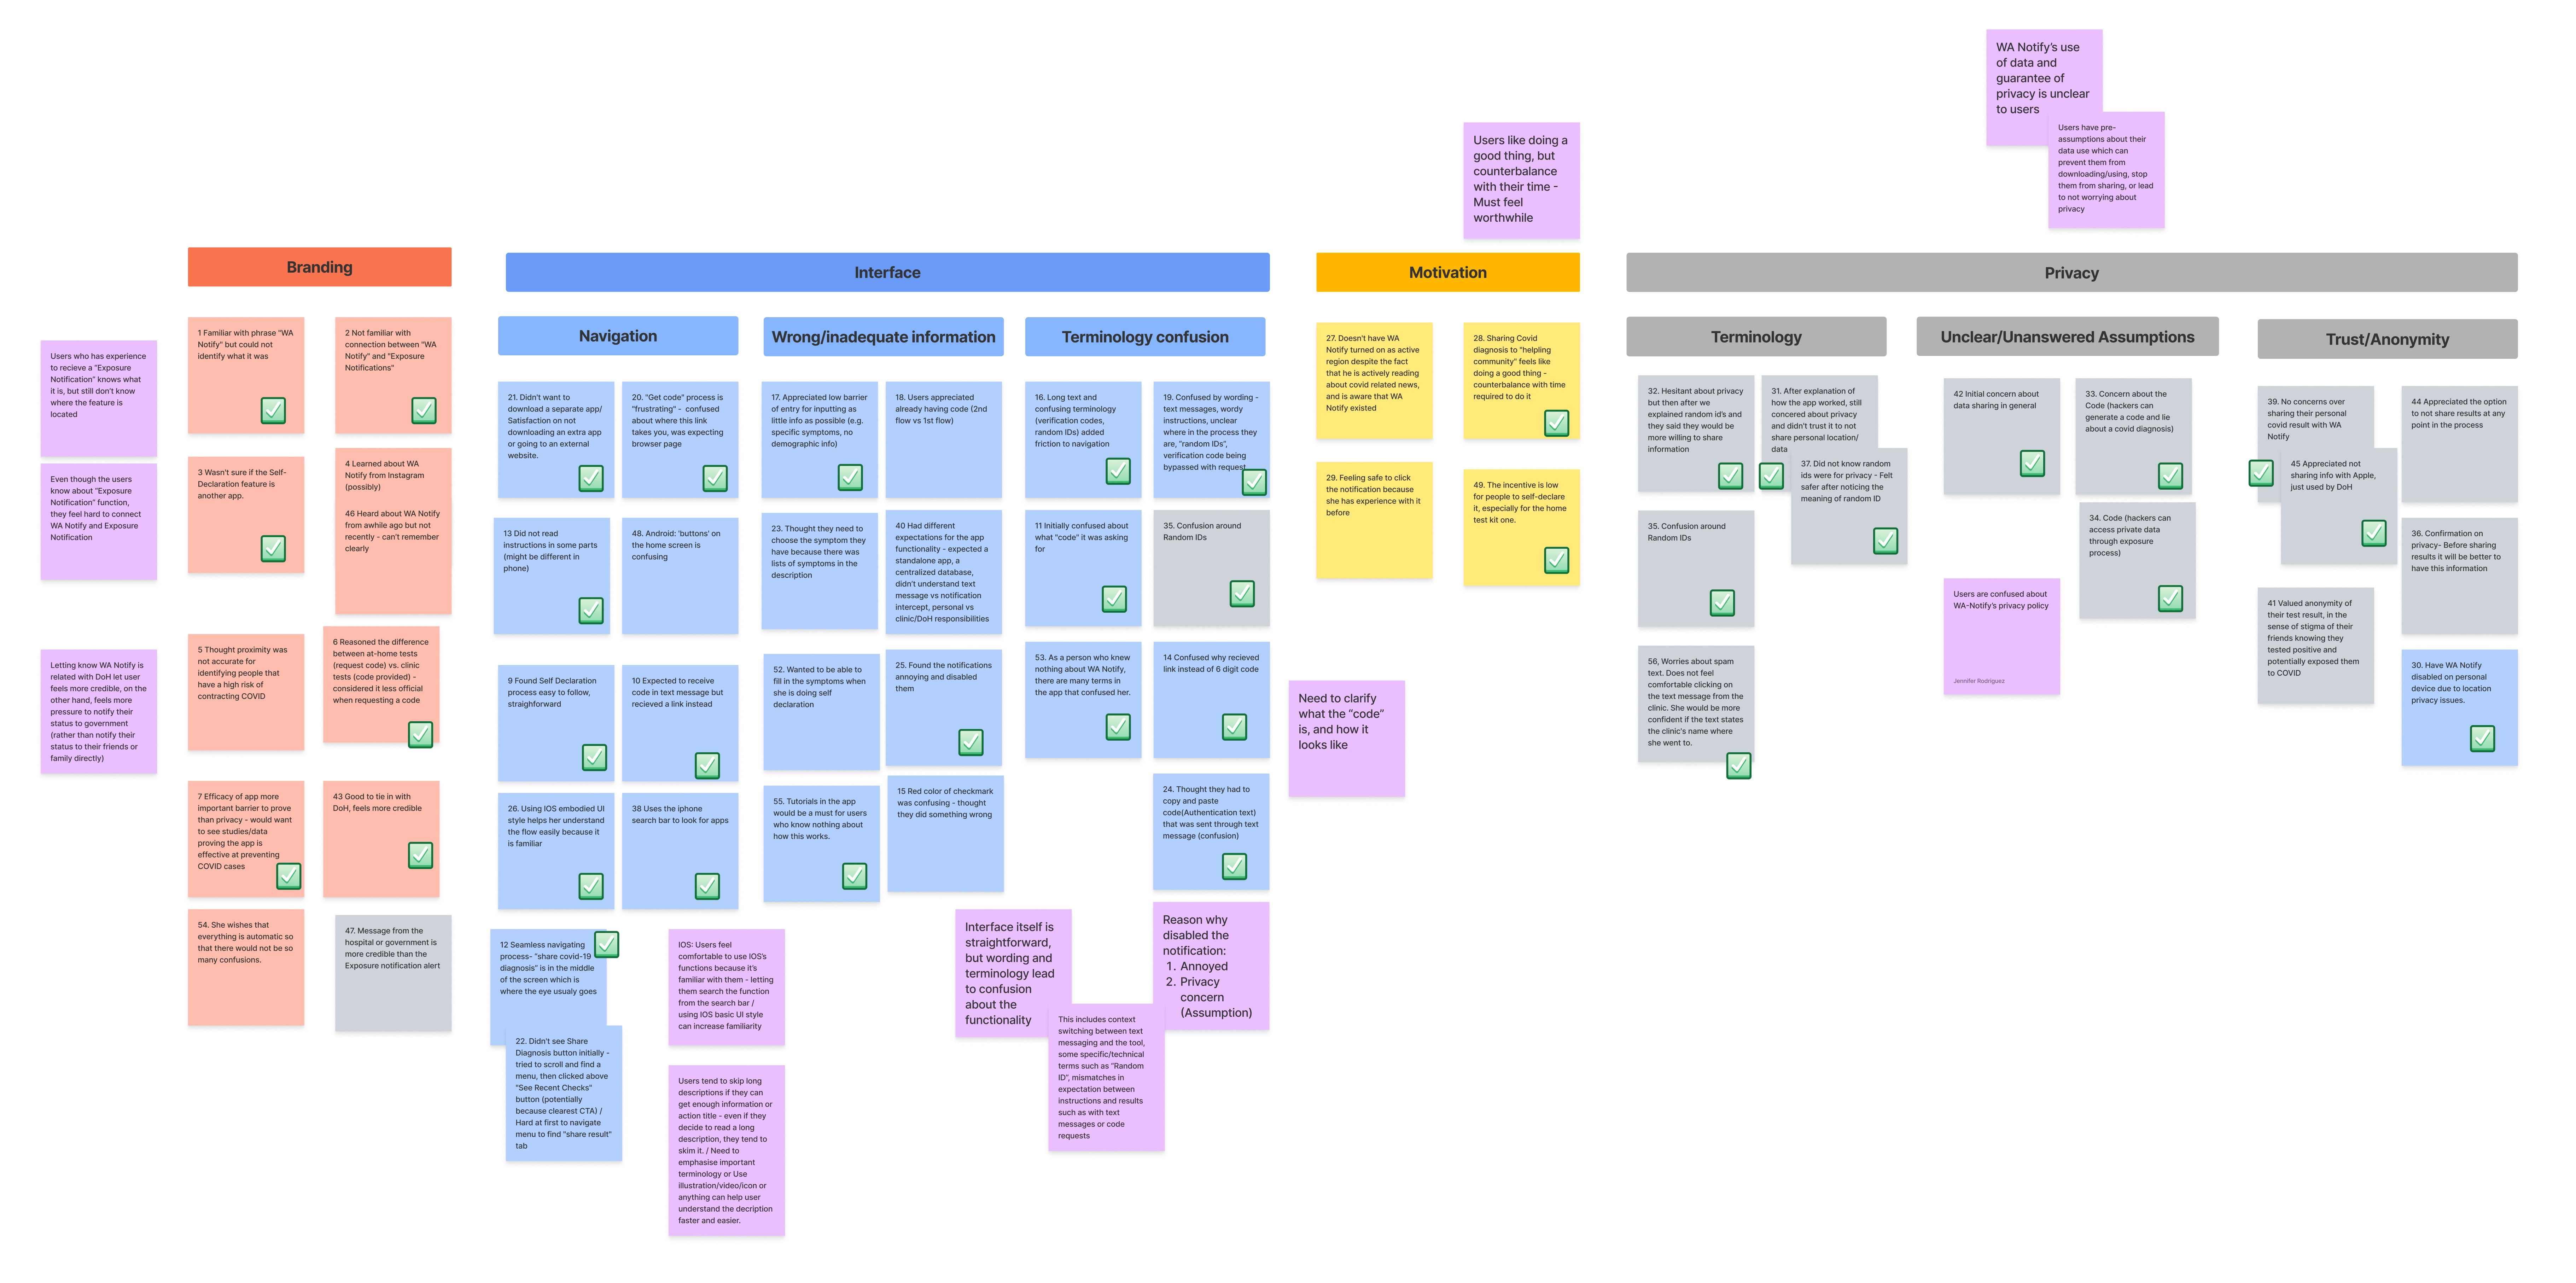 WA Notify's use
of data and
guarantee of
privacy is unclear
to users
Users have pre-
assumptions about their
data use which can
prevent them from
downloading/using, stop
them from sharing, or lead
to not worrying about
privacy
Users like doing a
good thing, but
counterbalance
with their time -
Must feel
worthwhile
Branding
Users who has experience
to recieve a "Exposure
Notification" knows what
it is, but still don't know
where the feature is
located
Even though the users
know about "Exposure
Notification" function,
they feel hard to connect
WA Notify and Exposure
Notification
Letting know WA Notify is
related with DoH let user
feels more credible, on the
other hand, feels more
pressure to notify their
status to government
(rather than notify their
status to their friends or
family directly)
1 Familiar with phrase "WA
Notify" but could not
identify what it was
2 Not familiar with
connection between "WA
Notify" and "Exposure
Notifications"
3 Wasn't sure if the Self-
Declaration feature is
another app.
4 Learned about WA
Notify from Instagram
(possibly)
46 Heard about WA Notify
from awhile ago but not
recently - can't remember
clearly
5 Thought proximity was
not accurate for
identifying people that
have a high risk of
contracting COVID
6 Reasoned the difference
between at-home tests
(request code) vs. clinic
tests (code provided) -
considered it less official
when requesting a code
7 Efficacy of app more
important barrier to prove
than privacy - would want
to see studies/data
proving the app is
effective at preventing
COVID cases
43 Good to tie in with
DoH, feels more credible
54. She wishes that
everything is automatic so
that there would not be so
many confusions.
47. Message from the
hospital or government is
more credible than the
Exposure notification alert
Interface
Navigation
21. Didn't want to
download a separate app/
Satisfaction on not
downloading an extra app
or going to an external
website.
20. "Get code" process is
"frustrating" - confused
about where this link
takes you, was expecting
browser page
13 Did not read
instructions in some parts
(might be different in
phone)
48. Android: 'buttons' on
the home screen is
confusing
9 Found Self Declaration
process easy to follow,
straighforward
10 Expected to receive
code in text message but
recieved a link instead
26. Using IOS embodied UI
style helps her understand
the flow easily because it
is familiar
38 Uses the iphone
search bar to look for apps
12 Seamless navigating
process- "share covid-19
diagnosis" is in the middle
of the screen which is
where the eye usualy goes
22. Didn't see Share
Diagnosis button initially -
tried to scroll and find a
menu, then clicked above
"See Recent Checks"
button (potentially
because clearest CTA) /
Hard at first to navigate
menu to find "share result"
tab
IOS: Users feel
comfortable to use IOS's
functions because it's
familiar with them - letting
them search the function
from the search bar /
using IOS basic UI style
can increase familiarity
Users tend to skip long
descriptions if they can
get enough information or
action title - even if they
decide to read a long
description, they tend to
skim it. / Need to
emphasise important
terminology or Use
illustration/video/icon or
anything can help user
understand the decription
faster and easier.
Wrong/inadequate information
17. Appreciated low barrier
of entry for inputting as
little info as possible (e.g.
specific symptoms, no
demographic info)
18. Users appreciated
already having code (2nd
flow vs 1st flow)
23. Thought they need to
choose the symptom they
have because there was
lists of symptoms in the
description
40 Had different
expectations for the app
functionality - expected a
standalone app, a
centralized database,
didn't understand text
message vs notification
intercept, personal vs
clinic/DoH responsibilities
52. Wanted to be able to
fill in the symptoms when
she is doing self
declaration
25. Found the notifications
annoying and disabled
them
55. Tutorials in the app
would be a must for users
who know nothing about
how this works.
15 Red color of checkmark
was confusing - thought
they did something wrong
Terminology confusion
16. Long text and
confusing terminology
(verification codes,
random IDs) added
friction to navigation
19. Confused by wording -
text messages, wordy
instructions, unclear
where in the process they
are, "random IDs",
verification code being
bypassed with request
11 Initially confused about
what "code" it was asking
for
35. Confusion around
Random IDs
53. As a person who knew
nothing about WA Notify,
there are many terms in
the app that confused her.
14 Confused why recieved
link instead of 6 digit code
24. Thought they had to
copy and paste
code(Authentication text)
that was sent through text
message (confusion)
Interface itself is
straightforward,
but wording and
terminology lead
to confusion
about the
functionality
This includes context
switching between text
messaging and the tool,
some specific/technical
terms such as "Random
ID", mismatches in
expectation between
instructions and results
such as with text
messages or code
requests
Reason why
disabled the
notification:
1. Annoyed
2. Privacy
concern
(Assumption)
Need to clarify
what the "code"
is, and how it
looks like
Motivation
27. Doesn't have WA
Notify turned on as active
region despite the fact
that he is actively reading
about covid related news,
and is aware that WA
Notify existed
28. Sharing Covid
diagnosis to "helpling
community" feels like
doing a good thing -
counterbalance with time
required to do it
29. Feeling safe to click
the notification because
she has experience with it
before
49. The incentive is low
for people to self-declare
it, especially for the home
test kit one.
Privacy
Terminology
32. Hesitant about privacy
but then after we
explained random id's and
they said they would be
more willing to share
information
31. After explanation of
how the app worked, still
concered about privacy
and didn't trust it to not
share personal location/
data
37. Did not know random
ids were for privacy - Felt
safer after noticing the
meaning of random ID
35. Confusion around
Random IDs
56, Worries about spam
text. Does not feel
comfortable clicking on
the text message from the
clinic. She would be more
confident if the text states
the clinic's name where
she went to.
Unclear/Unanswered Assumptions
42 Initial concern about
data sharing in general
33. Concern about the
Code (hackers can
generate a code and lie
about a covid diagnosis)
34. Code (hackers can
access private data
through exposure
process)
Users are confused about
WA-Notify's privacy policy
Jennifer Rodriguez
Trust/Anonymity
39. No concerns over
sharing their personal
covid result with WA
Notify
44 Appreciated the option
to not share results at any
point in the process
45 Appreciated not
sharing info with Apple,
just used by DoH
36. Confirmation on
privacy- Before sharing
results it will be better to
have this information
41 Valued anonymity of
their test result, in the
sense of stigma of their
friends knowing they
tested positive and
potentially exposed them
to COVID
30. Have WA Notify
disabled on personal
device due to location
privacy issues.